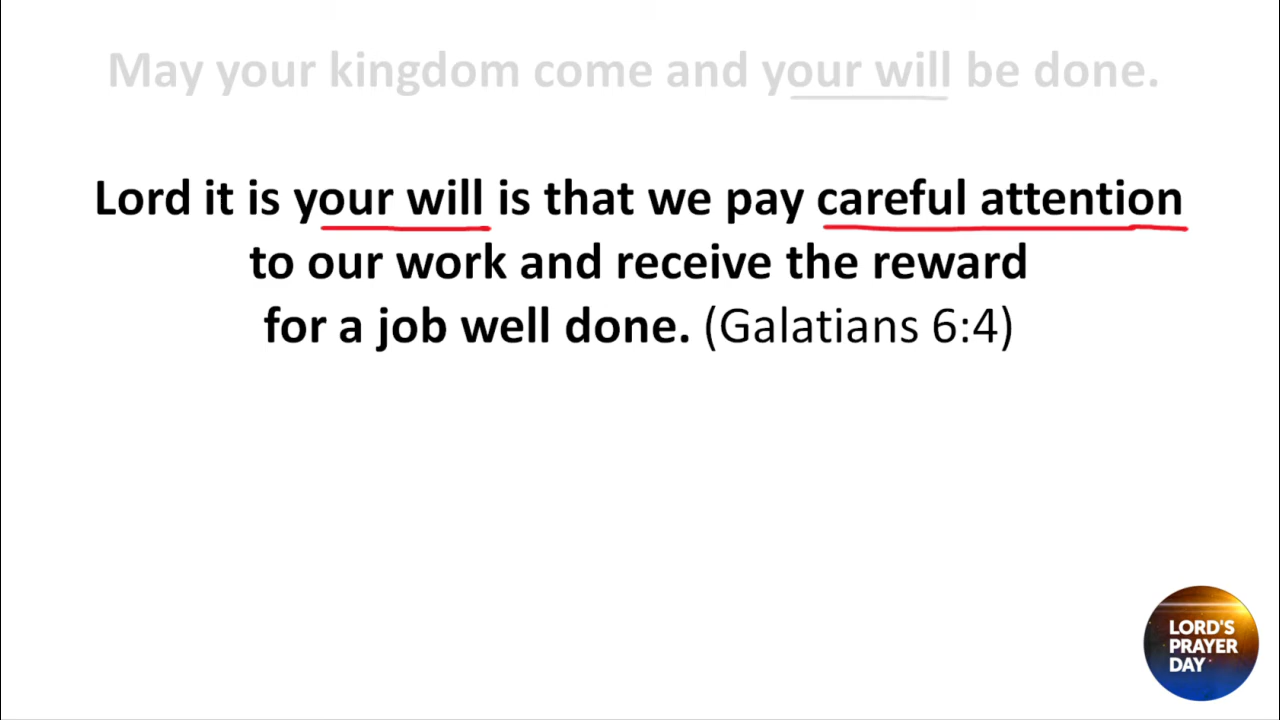 May your kingdom come and your will be done.
Lord it is your will is that we pay careful attention
to our work and receive the reward
for a job well done. (Galatians 6:4)
LORD'S
PRAYER
DAY